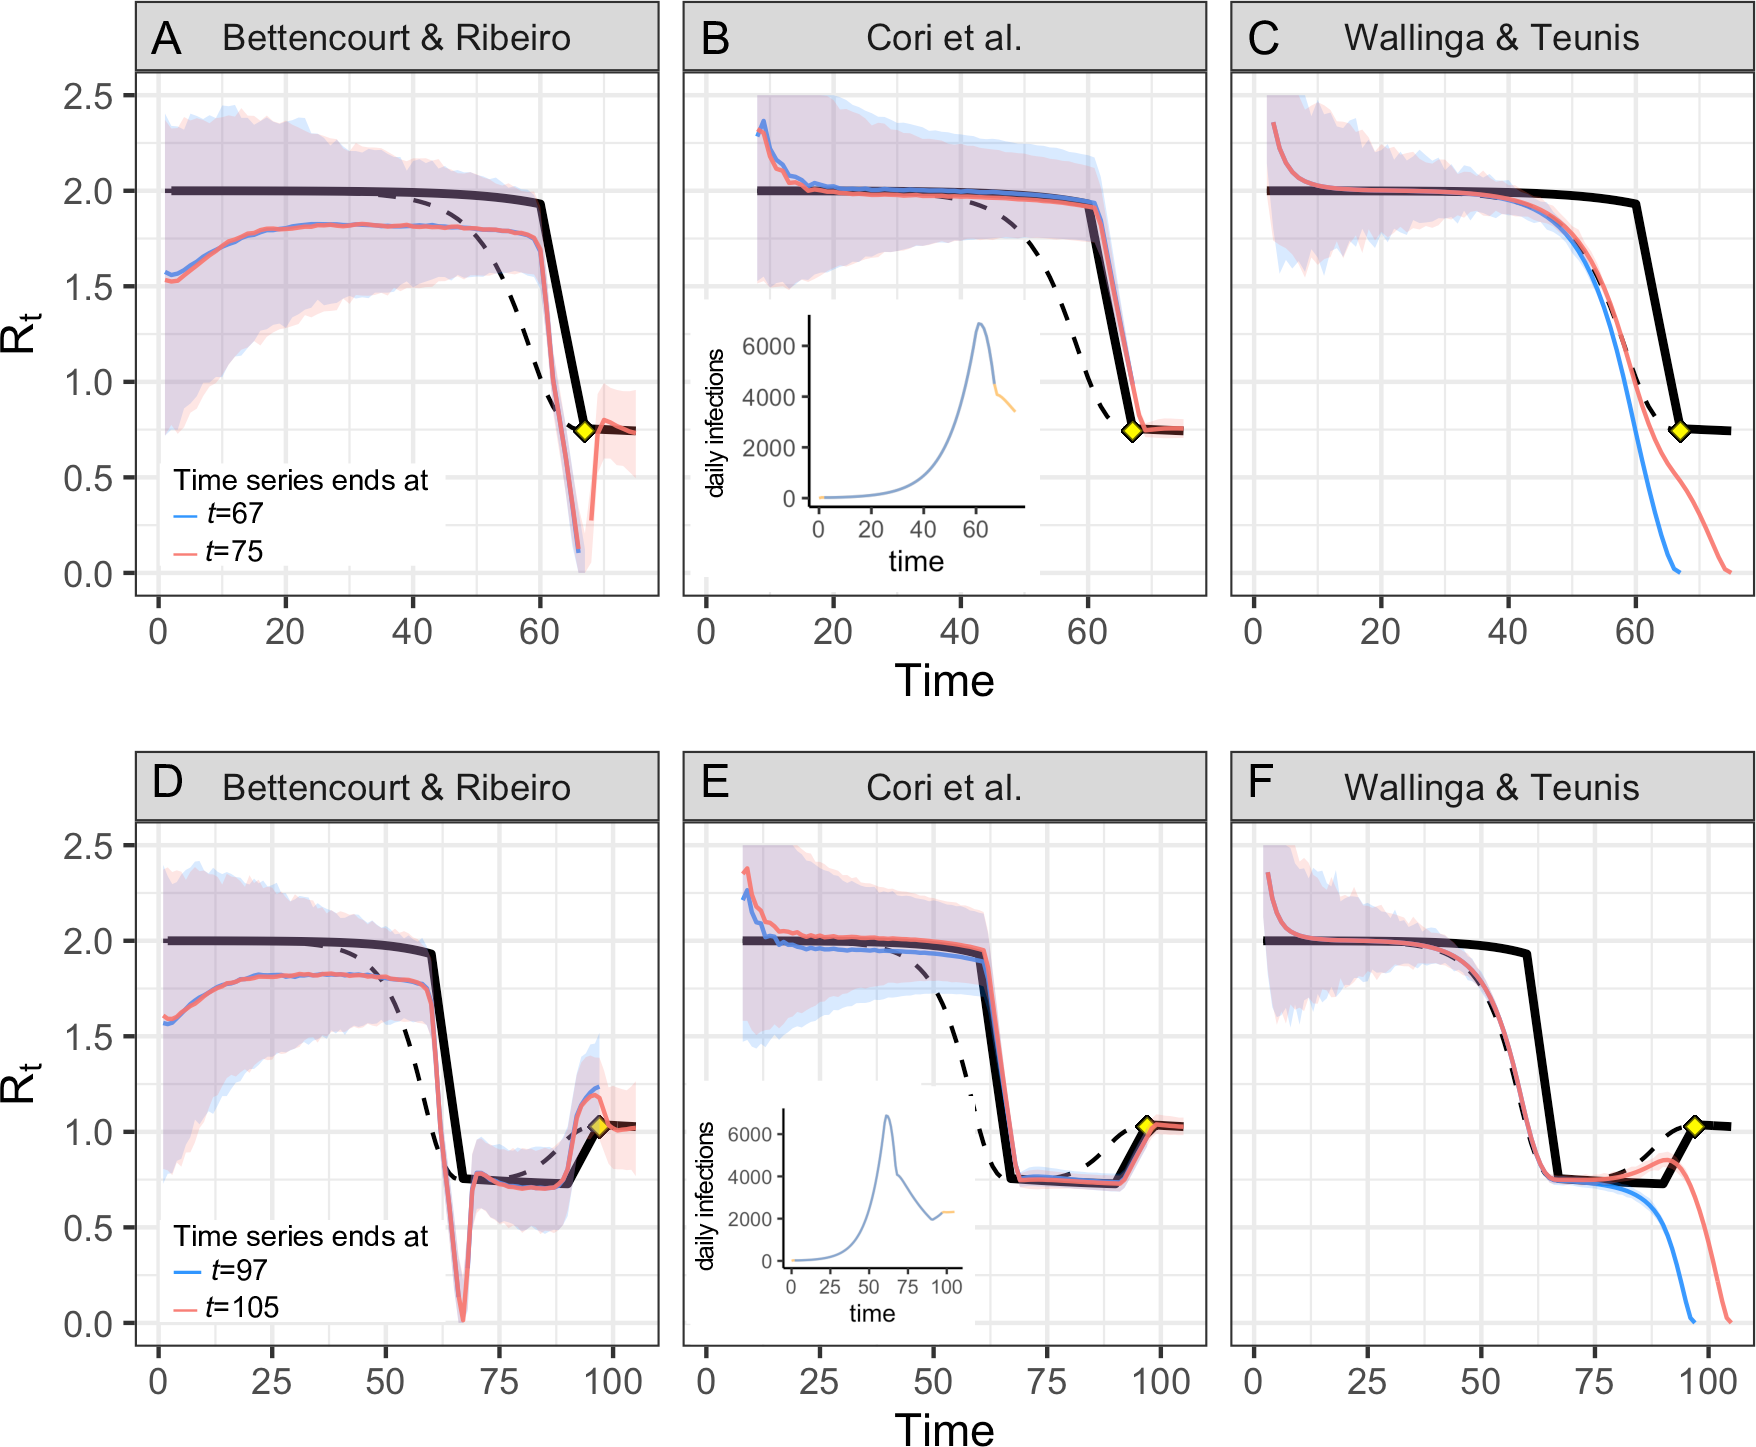 A Bettencourt & Ribeiro
B Cori et al.
C Wallinga & Teunis
Rt
2.5
2.0
1.5
1.0
0.5
0.0
Time series ends at
t=67
t=75
daily infections
6000
4000
2000
0
0 20 40 60
time
0 20 40 60
0 20 40 60
0 20 40 60
Time
D Bettencourt & Ribeiro
E Cori et al.
F Wallinga & Teunis
Rt
2.5
2.0
1.5
1.0
0.5
0.0
Time series ends at
t=97
t=105
daily infections
6000
4000
2000
0
0 25 50 75 100
time
0 25 50 75 100
0 25 50 75 100
0 25 50 75 100
Time